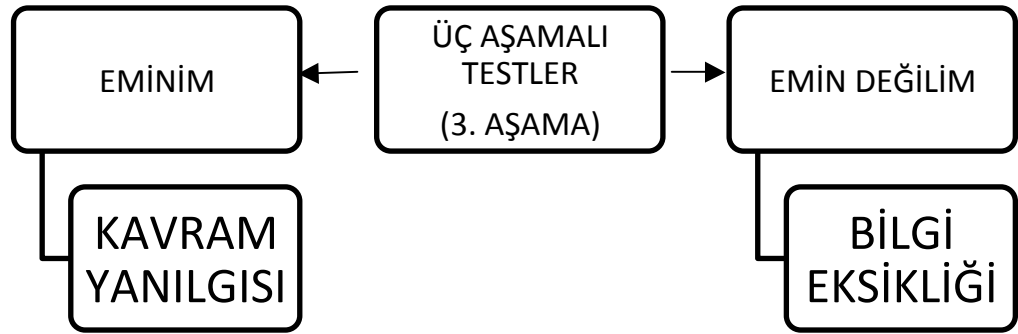 EMİNİM
ÜÇ AŞAMALI
TESTLER
(3. AŞAMA)
EMİN DEĞİLİM
KAVRAM
YANILGISI
BİLGİ
EKSİKLİĞİ